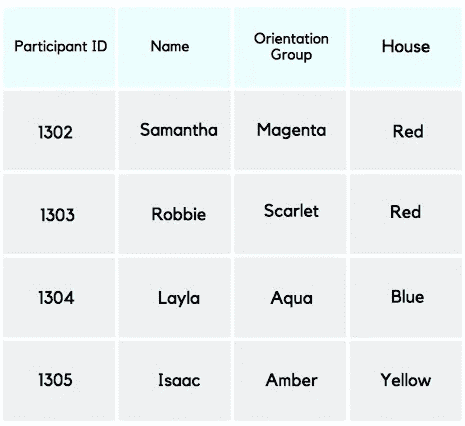 Participant ID Name Orientation Group House
1302 Samantha Magenta Red
1303 Robbie Scarlet Red
1304 Layla Aqua Blue
1305 Isaac Amber Yellow